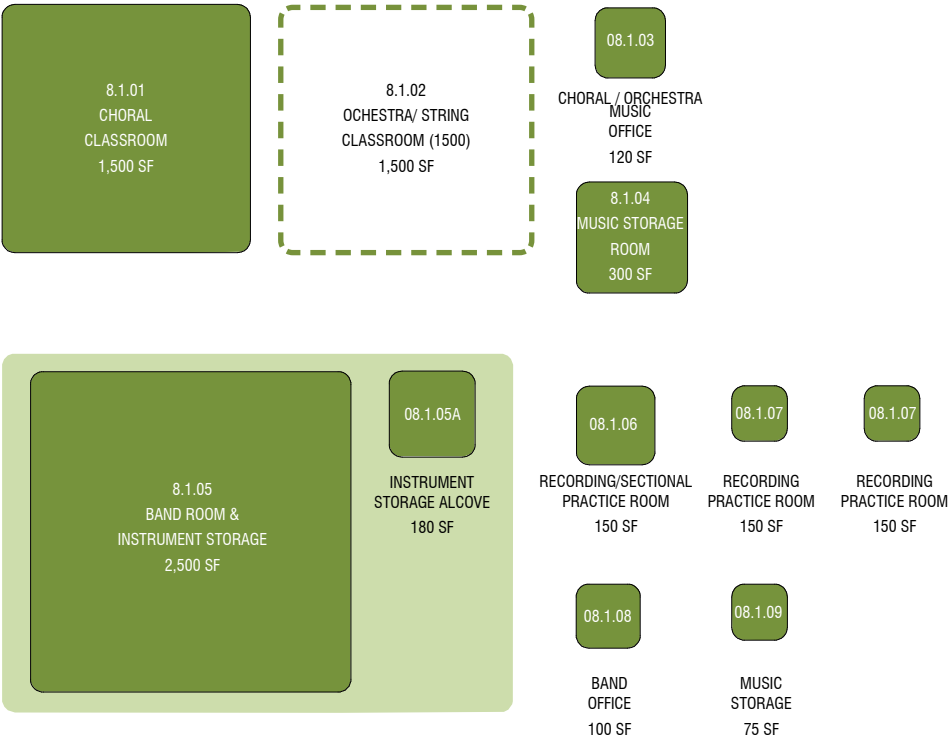 8.1.01
CHORAL
CLASSROOM
1,500 SF
8.1.02
OCHESTRA/ STRING
CLASSROOM (1500)
1,500 SF
08.1.03
CHORAL / ORCHESTRA
MUSIC
OFFICE
120 SF
8.1.04
MUSIC STORAGE
ROOM
300 SF
8.1.05
BAND ROOM &
INSTRUMENT STORAGE
2,500 SF
08.1.05A
INSTRUMENT
STORAGE ALCOVE
180 SF
08.1.06
RECORDING/SECTIONAL
PRACTICE ROOM
150 SF
08.1.07
RECORDING
PRACTICE ROOM
150 SF
08.1.07
RECORDING
PRACTICE ROOM
150 SF
08.1.08
BAND
OFFICE
100 SF
08.1.09
MUSIC
STORAGE
75 SF